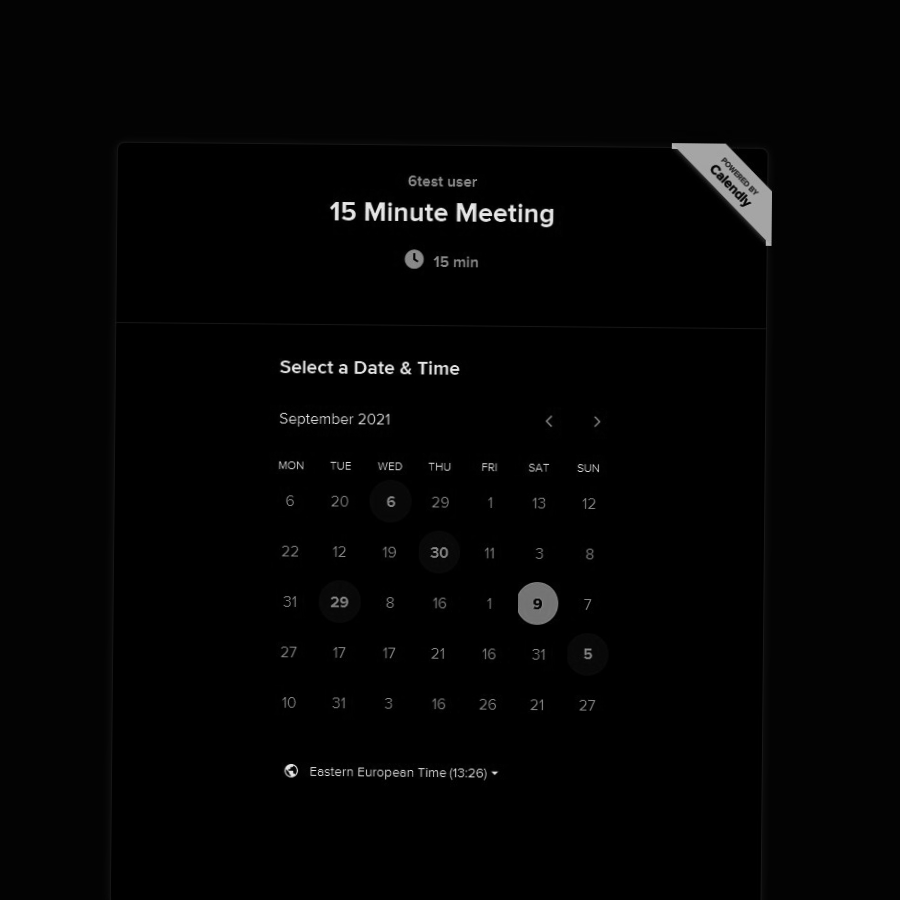 POWERED BY
Calendly
6test user
15 Minute Meeting
15 min
Select a Date & Time
September 2021
MON TUE WED THU FRI SAT SUN
6 20 6 29 1 13 12
22 12 19 30 11 3 8
31 29 8 16 1 9 7
27 17 17 21 16 31 5
10 31 3 16 26 21 27
Eastern European Time (13:26)